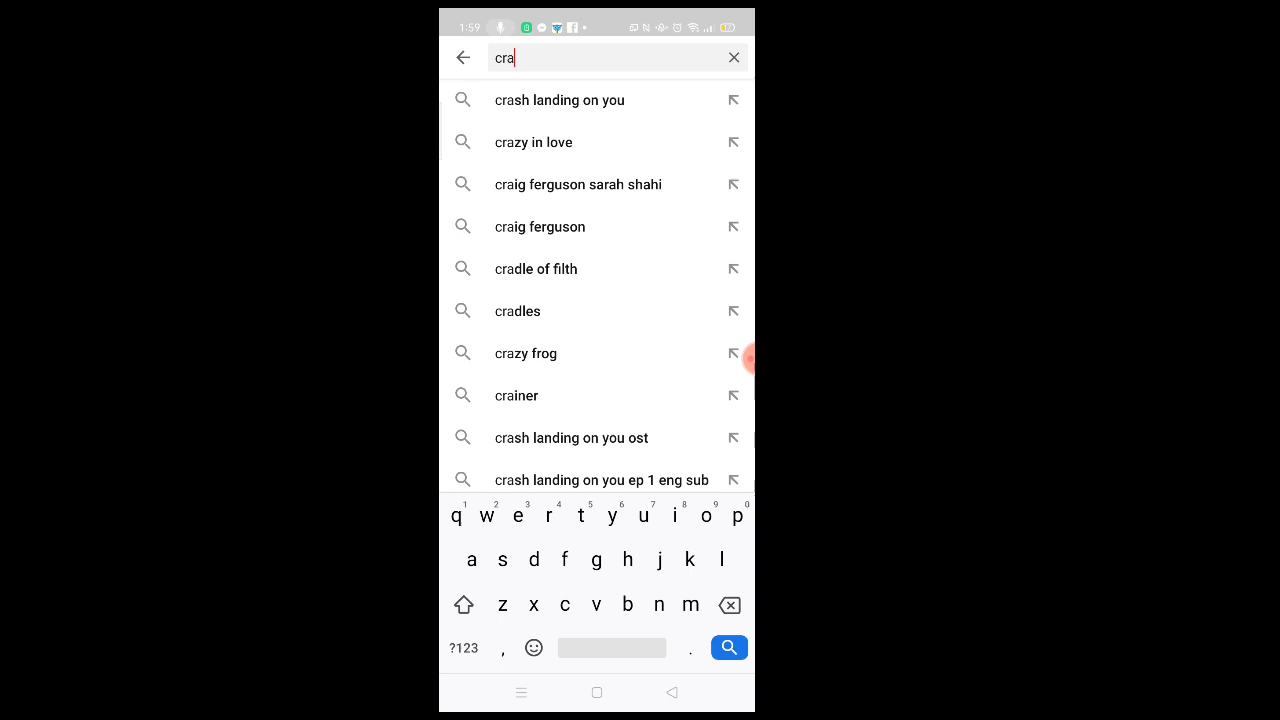 1:59
cra
crash landing on you
crazy in love
craig ferguson sarah shahi
craig ferguson
cradle of filth
cradles
crazy frog
crainer
crash landing on you ost
crash landing on you ep 1 eng sub
1 2 3 4 5 6 7 8 9 0
q w e r t y u i o p
a s d f g h j k l
z x c v b n m
?123 , .